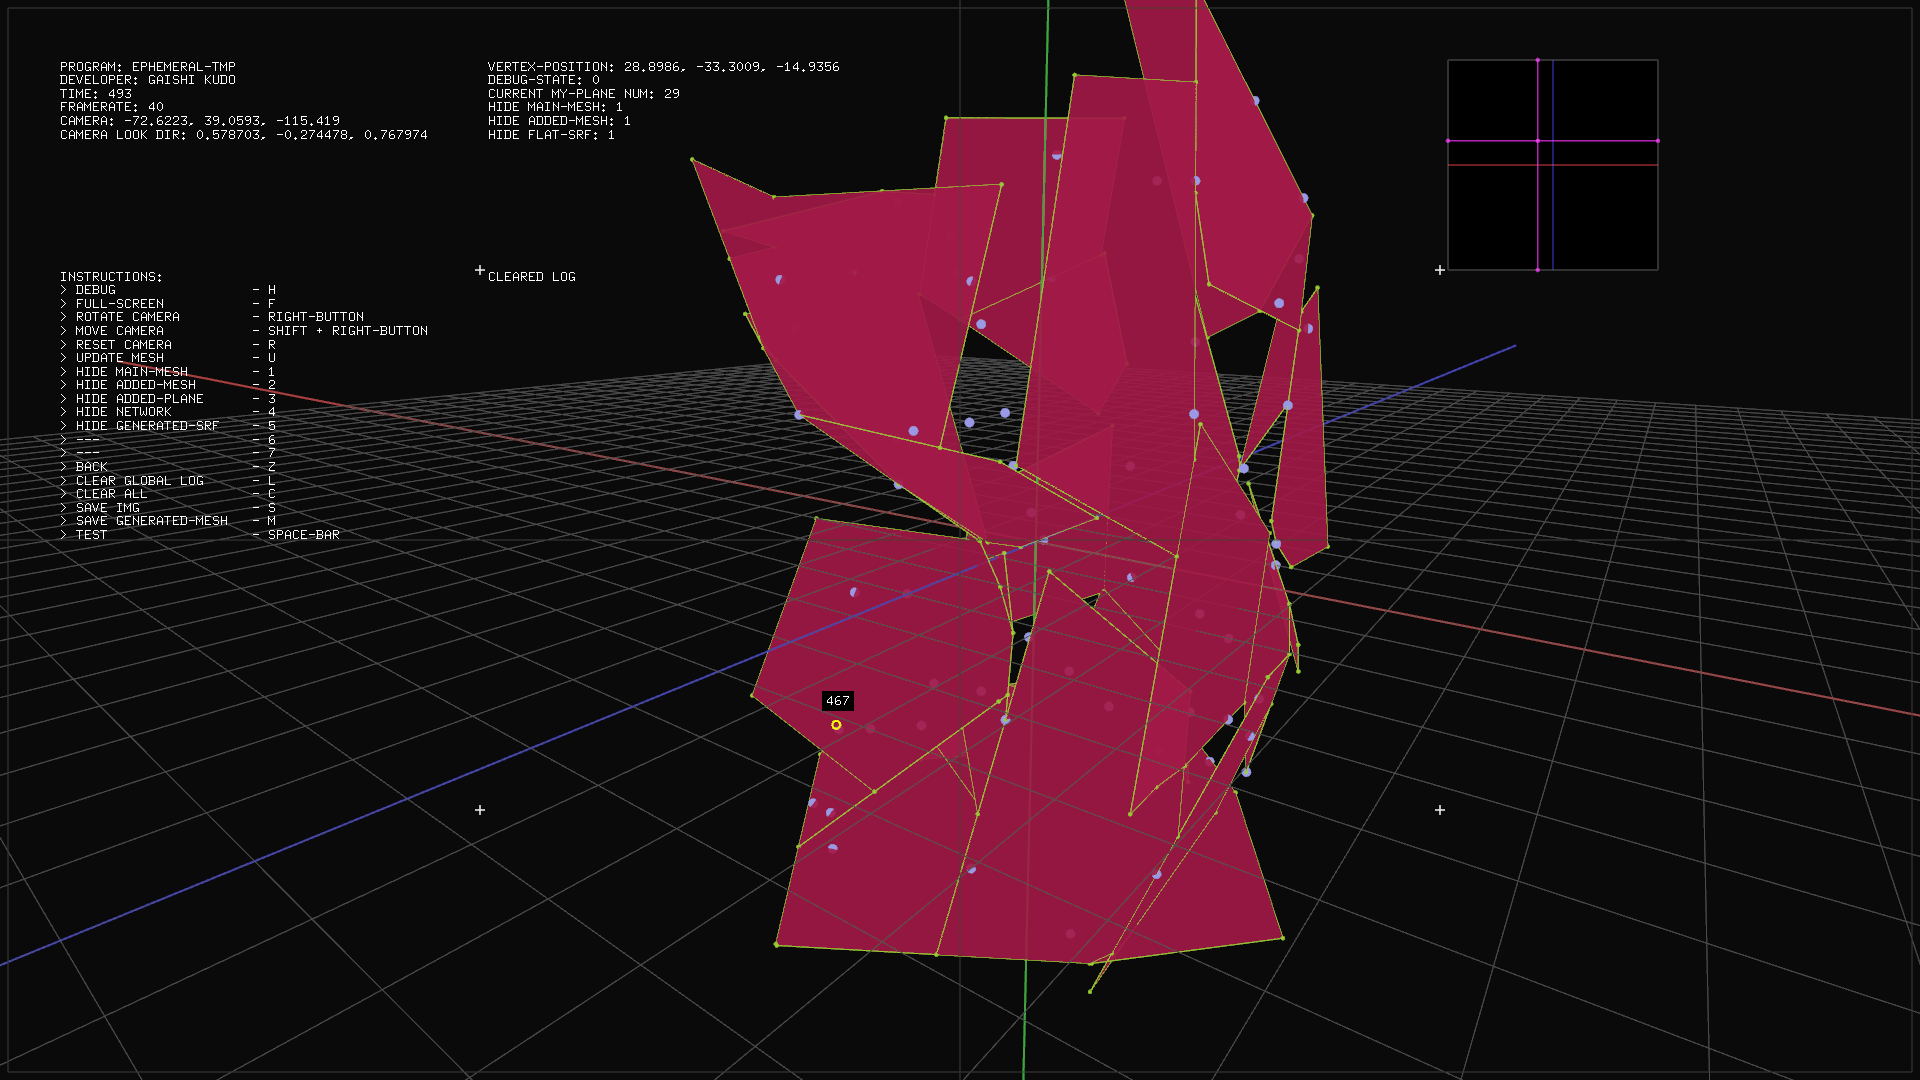 PROGRAM: EPHEMERAL-TMP
DEVELOPER: GAISHI KUDO
TIME: 493
FRAMERATE: 40
CAMERA: -72.6223, 39.0593, -115.419
CAMERA LOOK DIR: 0.578703, -0.274478, 0.767974
VERTEX-POSITION: 28.8986, -33.3009, -14.9356
DEBUG-STATE: 0
CURRENT MY-PLANE NUM: 29
HIDE MAIN-MESH: 1
HIDE ADDED-MESH: 1
HIDE FLAT-SRF: 1
INSTRUCTIONS:
> DEBUG - H
> FULL-SCREEN - F
> ROTATE CAMERA - RIGHT-BUTTON
> MOVE CAMERA - SHIFT + RIGHT-BUTTON
> RESET CAMERA - R
> UPDATE MESH - U
> HIDE MAIN-MESH - 1
> HIDE ADDED-MESH - 2
> HIDE ADDED-PLANE - 3
> HIDE NETWORK - 4
> HIDE GENERATED-SRF - 5
> --- - 6
> --- - 7
> BACK - Z
> CLEAR GLOBAL LOG - L
> CLEAR ALL - C
> SAVE IMG - S
> SAVE GENERATED-MESH - M
> TEST - SPACE-BAR
CLEARED LOG
467